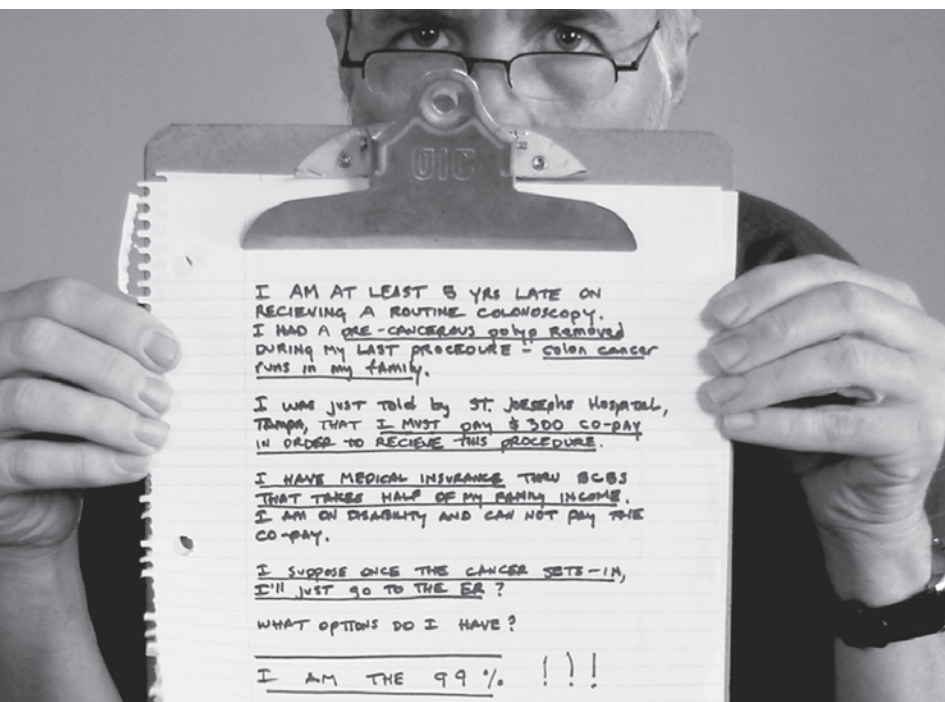 OIC
I AM AT LEAST 5 YRS LATE ON
RECIEVING A ROUTINE COLONOSCOPY.
I HAD A PRE-CANCEROUS polyp Removed
DURING MY LAST PROCEDURE - colon cancer
runs in my family.
I WAS JUST Told by ST. JOESEPHS HOSPITAL,
TAMPA, THAT I MUST PAY $300 CO-PAY
IN ORDER TO RECIEVE THIS PROCEDURE.
I HAVE MEDICAL INSURANCE THRU BCBS
THAT TAKES HALF OF MY FAMILY INCOME.
I AM ON DISABILITY AND CAN NOT PAY THE
CO-PAY.
I SUPPOSE ONCE THE CANCER SETS-IN,
I'll JUST go TO THE ER?
WHAT OPTIONS DO I HAVE?
I AM THE 99% !!!